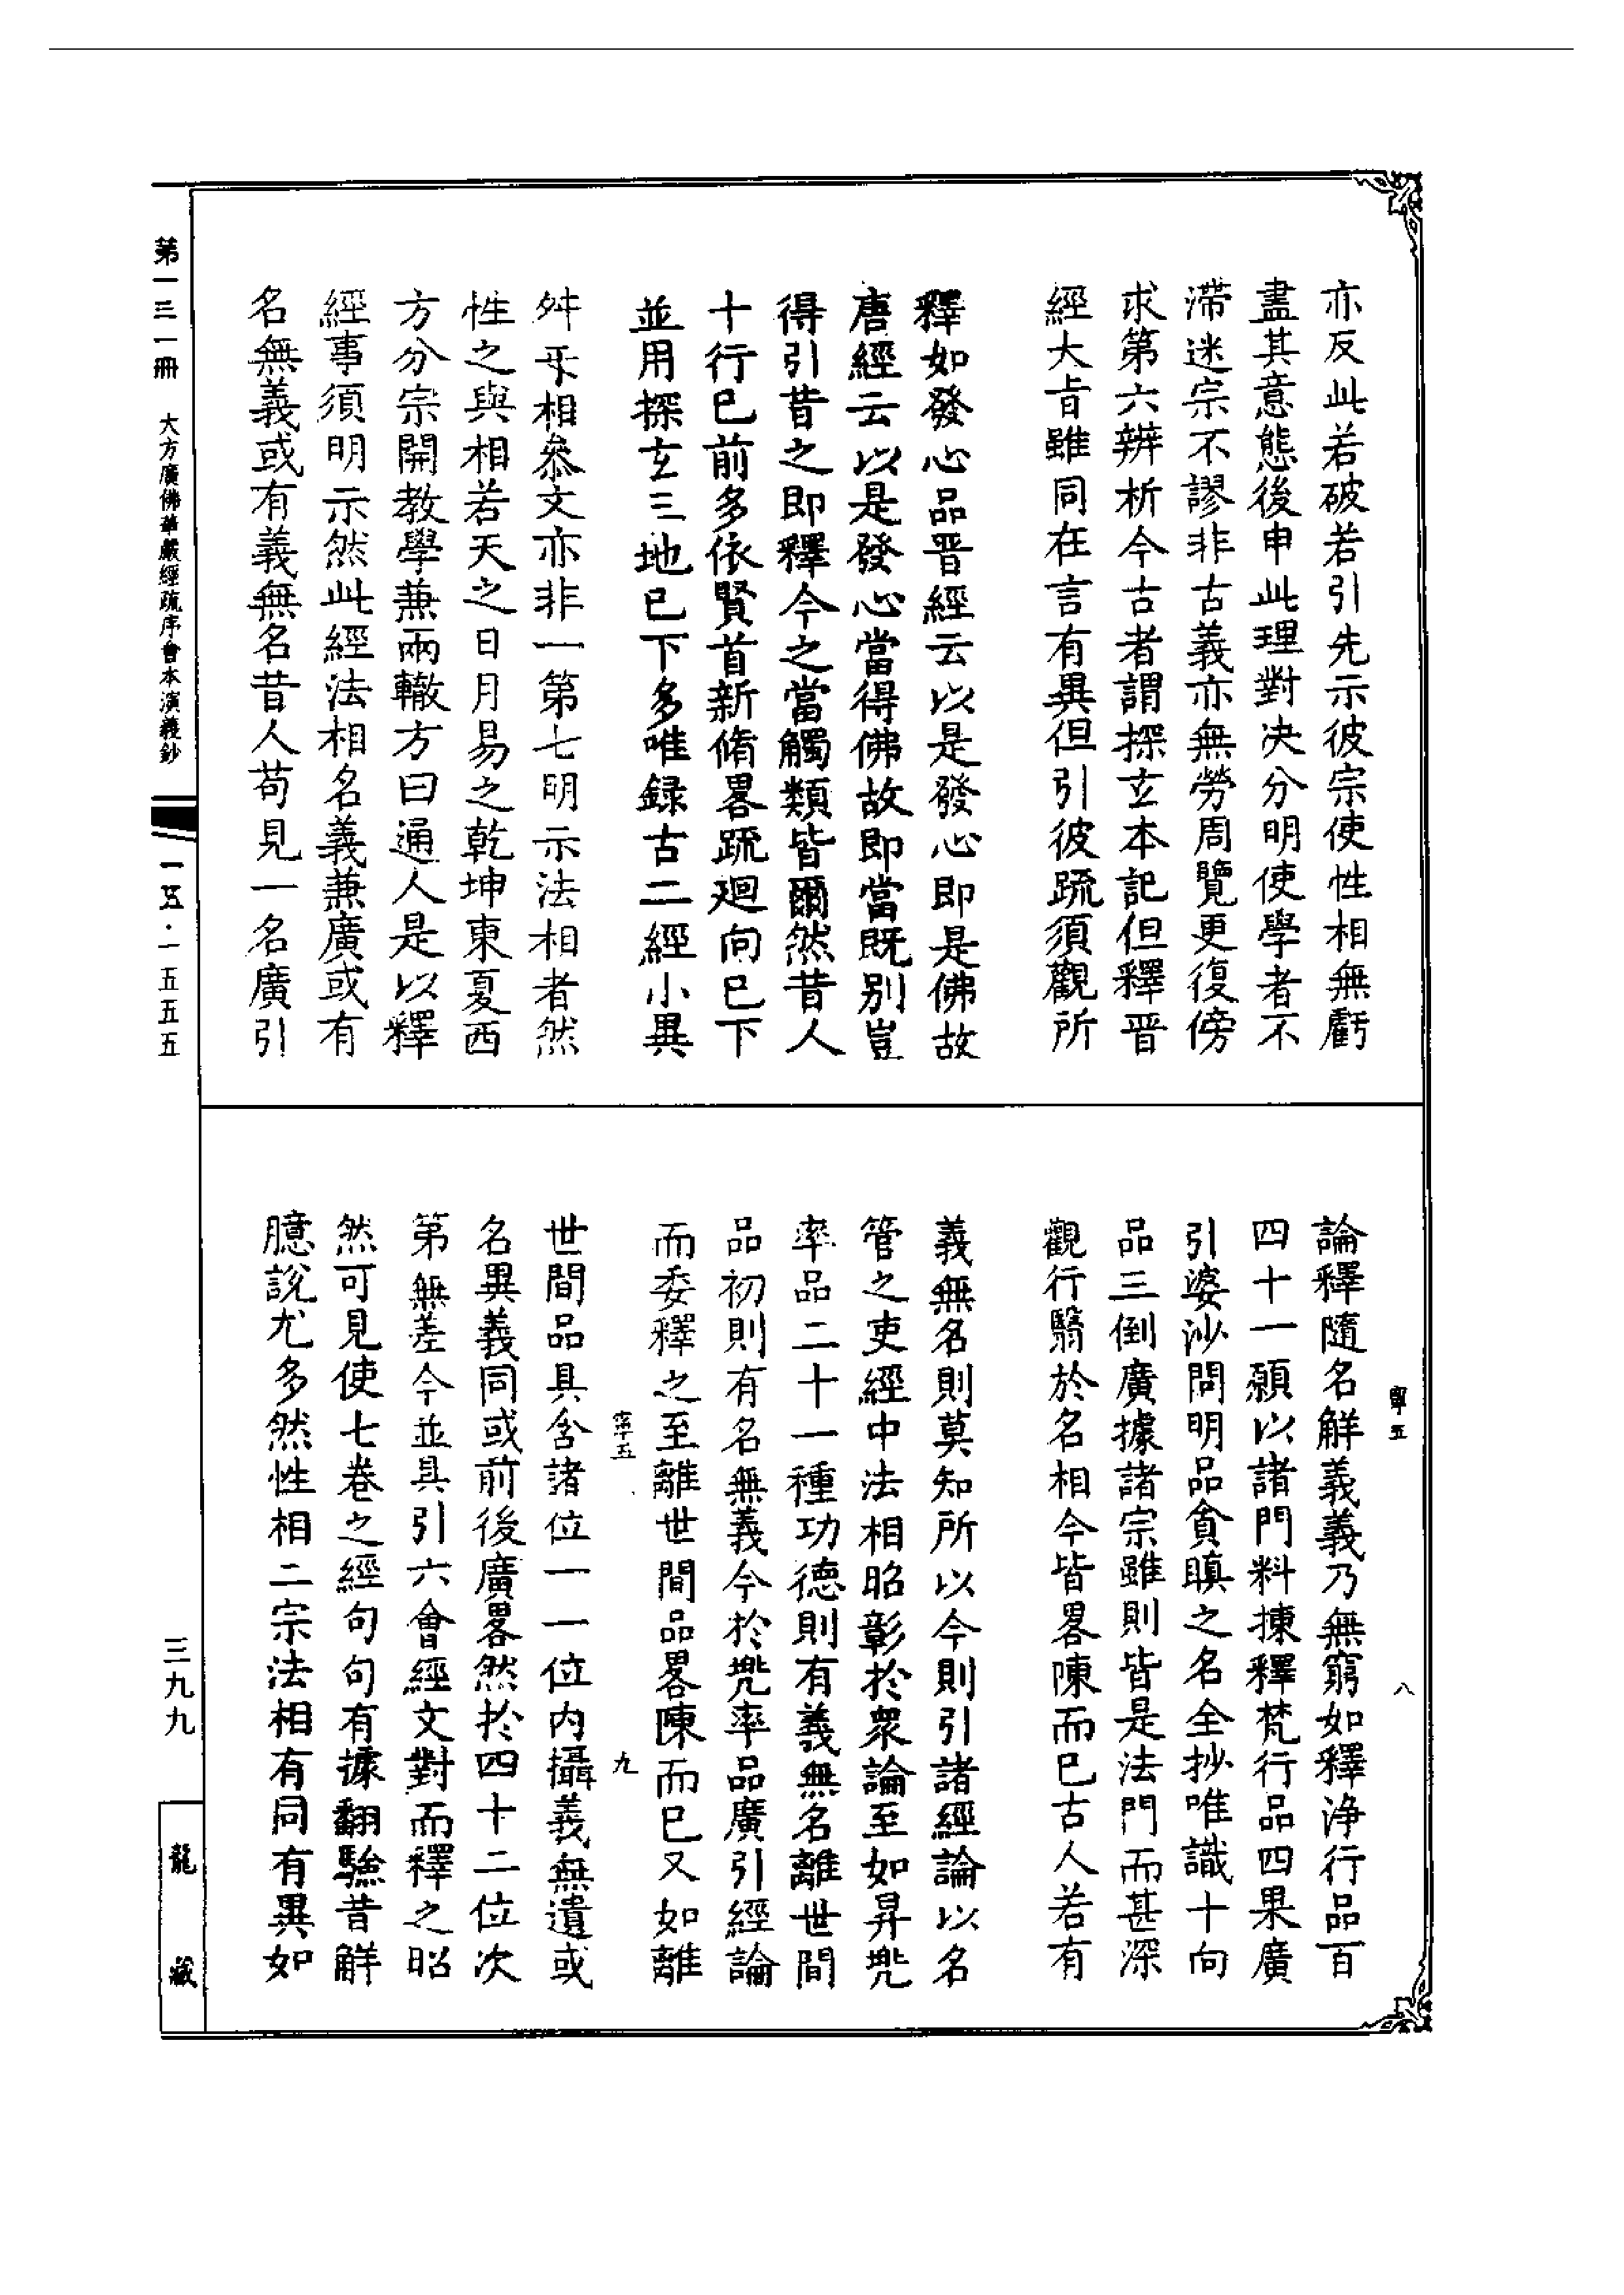 亦反此若破若引先示彼宗使性相無虧
盡其意態後申此理對决分明使學者不
滯迷宗不謬非古義亦無勞周覽更復傍
求第六辨析今古者謂探玄本記但釋晋
經大旨雖同在言有異但引彼疏須觀所
釋如發心品晋經云以是發心即是佛故
唐經云以是發心當得佛故即當既别豈
得引昔之即釋今之當觸類皆爾然昔人
十行已前多依賢首新脩畧疏廻向已下
並用探玄三地已下多唯録古二經小異
舛互相叅文亦非一第七明示法相者然
性之與相若天之日月易之乾坤東夏西
方分宗開教學兼兩轍方曰通人是以釋
經事須明示然此經法相名義兼廣或有
名無義或有義無名昔人苟見一名廣引
論釋隨名解義義乃無窮如釋浄行品百
四十一願以諸門料揀釋梵行品四果廣
引婆沙問明品貪瞋之名全抄唯識十向
品三倒廣據諸宗雖則皆是法門而甚深
觀行翳於名相今皆畧陳而已古人若有
義無名則莫知所以今則引諸經論以名
管之吏經中法相昭彰於衆論至如昇兠
率品二十一種功德則有義無名離世間
品初則有名無義今於兠率品廣引經論
而委釋之至離世間品畧陳而已又如離
世間品具含諸位一一位内攝義無遺或
名異義同或前後廣畧然於四十二位次
第無差今並具引六會經文對而釋之昭
然可見使七卷之經句句有據翻騐昔解
臆說尤多然性相二宗法相有同有異如
寧五
八
寧五
九
第一三一冊 大方廣佛華嚴經疏序會本演義鈔
一五五·一五五五
三九九
龍藏